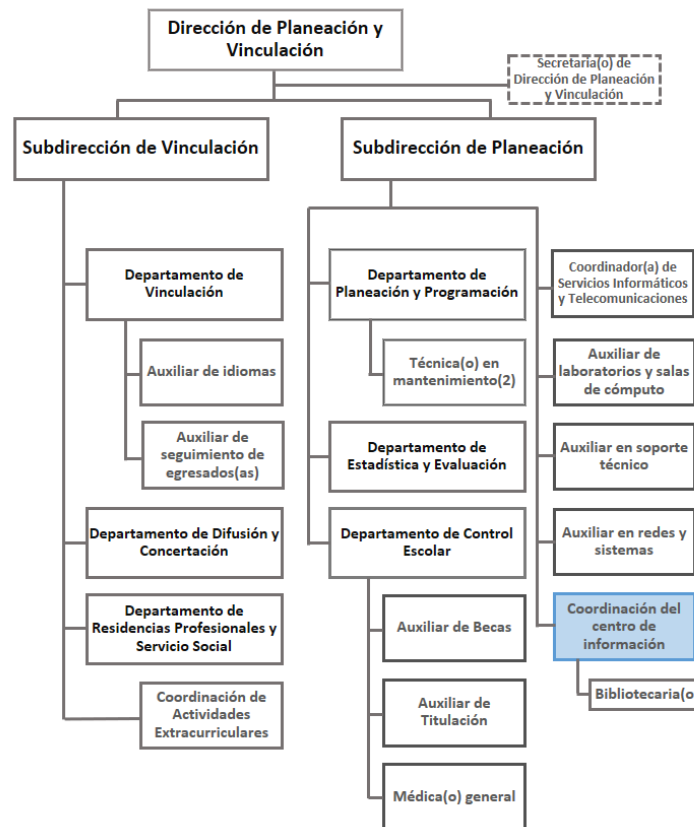 Dirección de Planeación y
Vinculación
Secretaria(o) de
Dirección de Planeación
y Vinculación
Subdirección de Vinculación
Subdirección de Planeación
Departamento de
Vinculación
Auxiliar de idiomas
Auxiliar de
seguimiento de
egresados(as)
Departamento de Difusión y
Concertación
Departamento de
Residencias Profesionales y
Servicio Social
Coordinación de
Actividades
Extracurriculares
Departamento de
Planeación y Programación
Técnica(o) en
mantenimiento(2)
Departamento de
Estadística y Evaluación
Departamento de Control
Escolar
Auxiliar de Becas
Auxiliar de
Titulación
Médica(o) general
Coordinador(a) de
Servicios Informáticos
y Telecomunicaciones
Auxiliar de
laboratorios y salas
de cómputo
Auxiliar en soporte
técnico
Auxiliar en redes y
sistemas
Coordinación del
centro de
información
Bibliotecaria(o